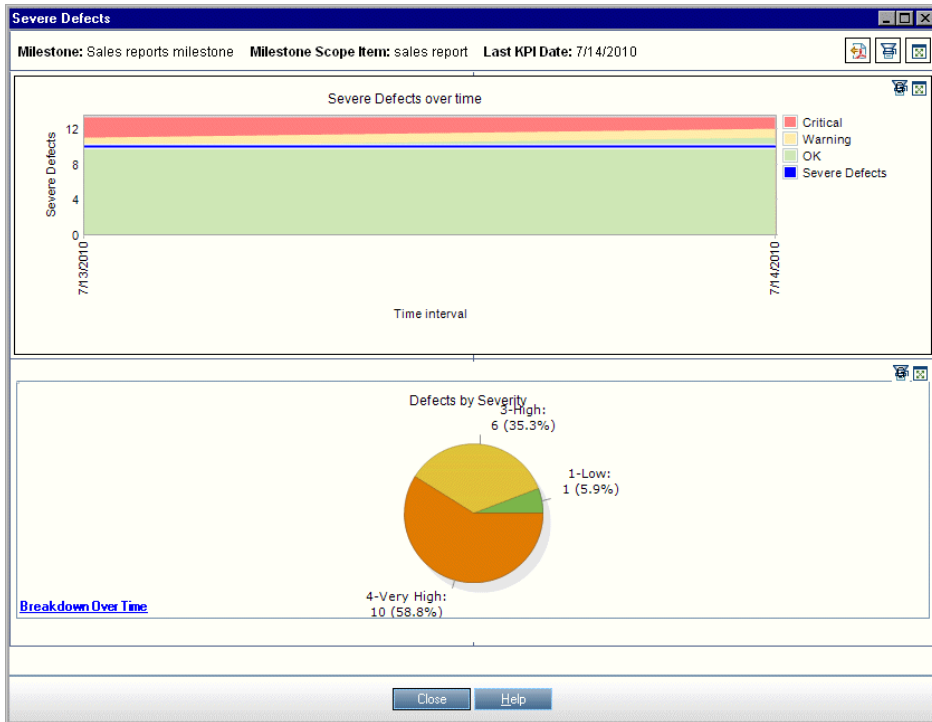 Severe Defects
Milestone: Sales reports milestone Milestone Scope Item: sales report Last KPI Date: 7/14/2010
Severe Defects over time
Severe Defects
12
8
4
0
7/13/2010
7/14/2010
Time interval
Critical
Warning
OK
Severe Defects
Defects by Severity
3-High:
6 (35.3%)
1-Low:
1 (5.9%)
4-Very High:
10 (58.8%)
Breakdown Over Time
Close
Help